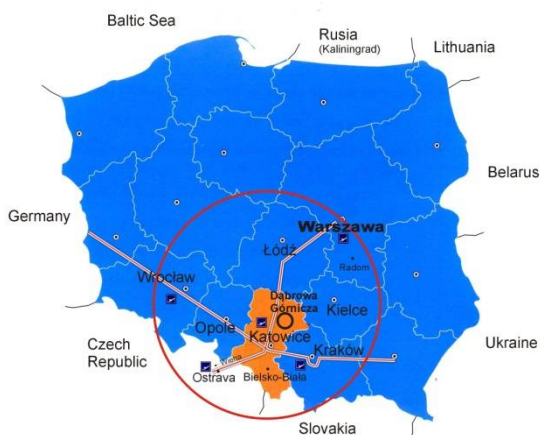 Baltic Sea
Rusia
(Kaliningrad)
Lithuania
Belarus
Germany
Warszawa
Łódź
Radom
Wrocław
Dąbrowa
Górnicza
Kielce
Opole
Katowice
Ukraine
Czech
Republic
Kraków
Ostrava
Bielsko-Biała
Slovakia